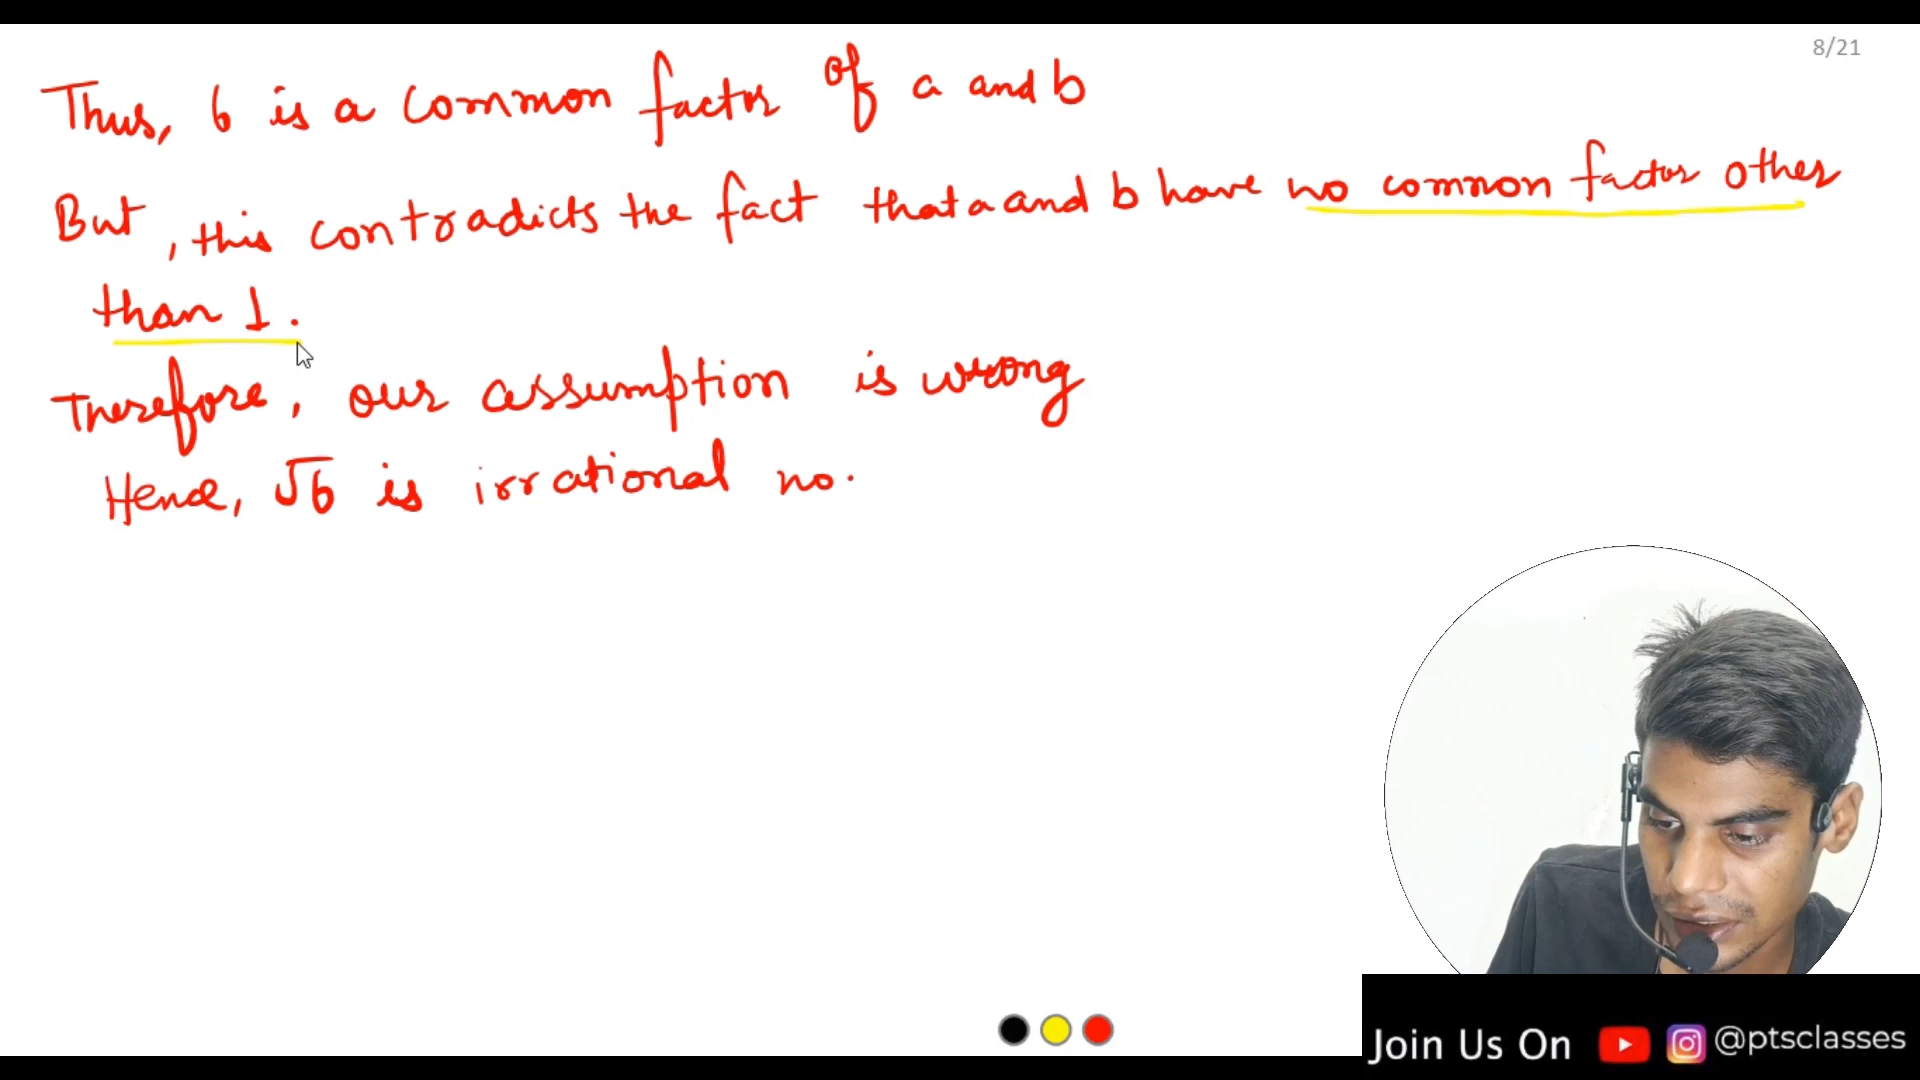 8/21
Thus, 6 is a common factor of a and b
But, this contradicts the fact that a and b have no common factor other
than 1.
Therefore, our assumption is wrong
Hence, √6 is irrational no.
Join Us On @ptsclasses